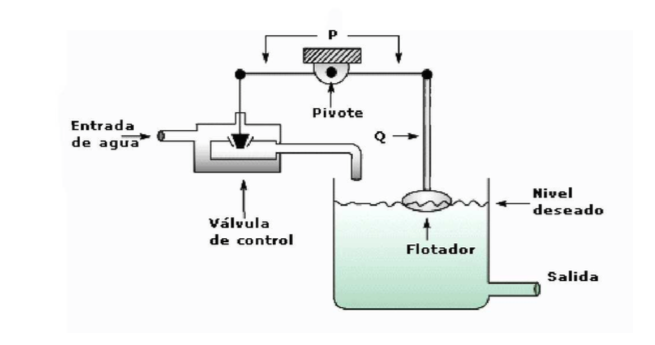 P
Pivote
Entrada
de agua
Q
Válvula
de control
Nivel
deseado
Flotador
Salida